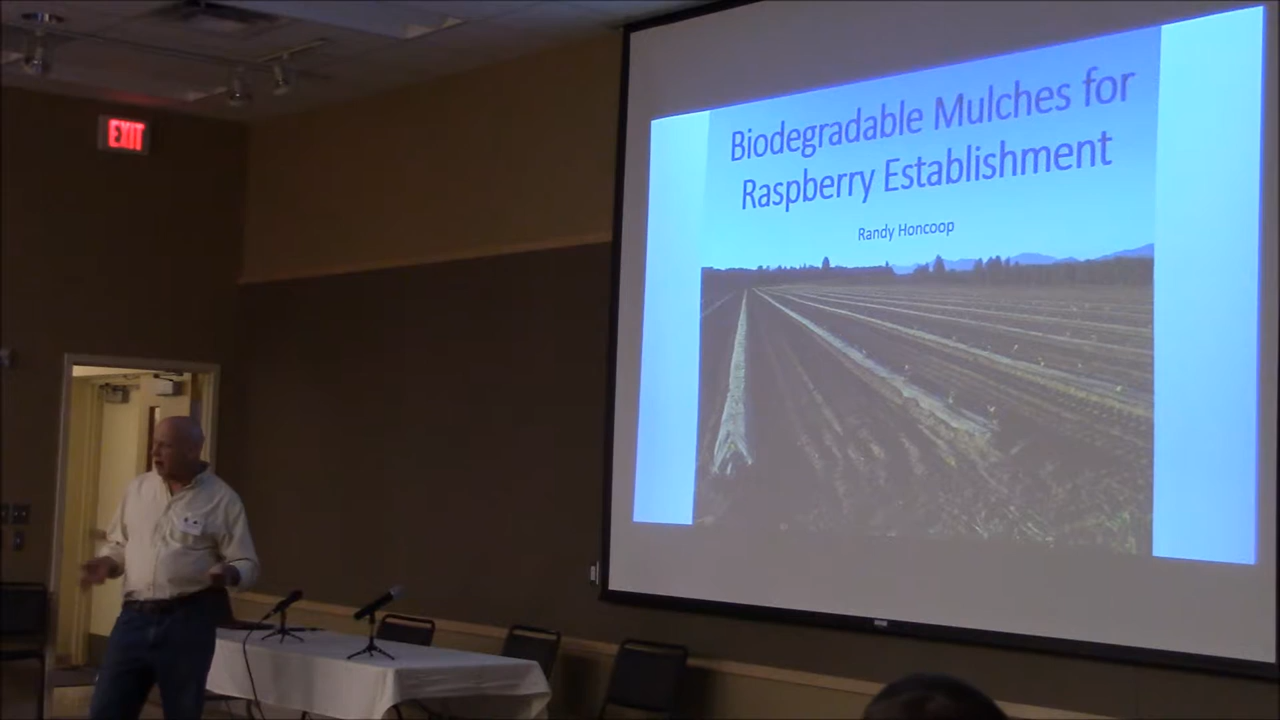 EXIT
Biodegradable Mulches for
Raspberry Establishment
Randy Honcoop